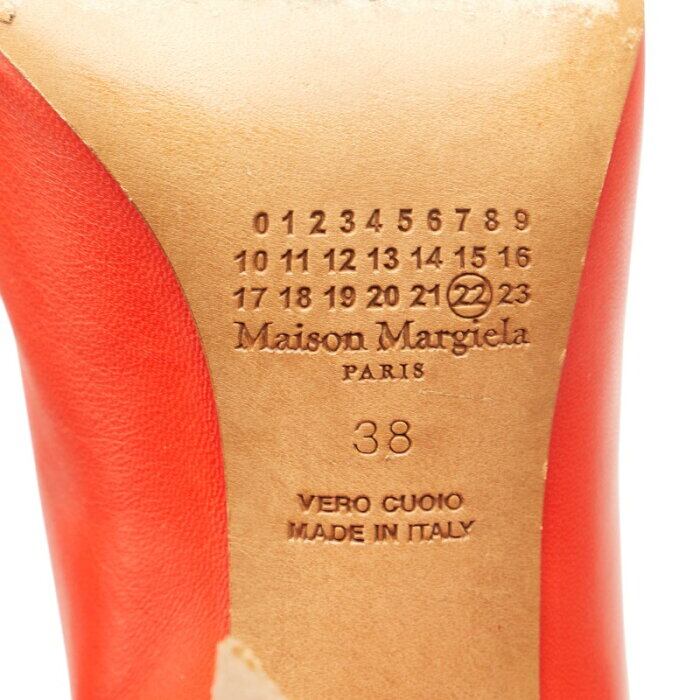 0 1 2 3 4 5 6 7 8 9
10 11 12 13 14 15 16
17 18 19 20 21 22 23
Maison Margiela
PARIS
38
VERO CUOIO
MADE IN ITALY